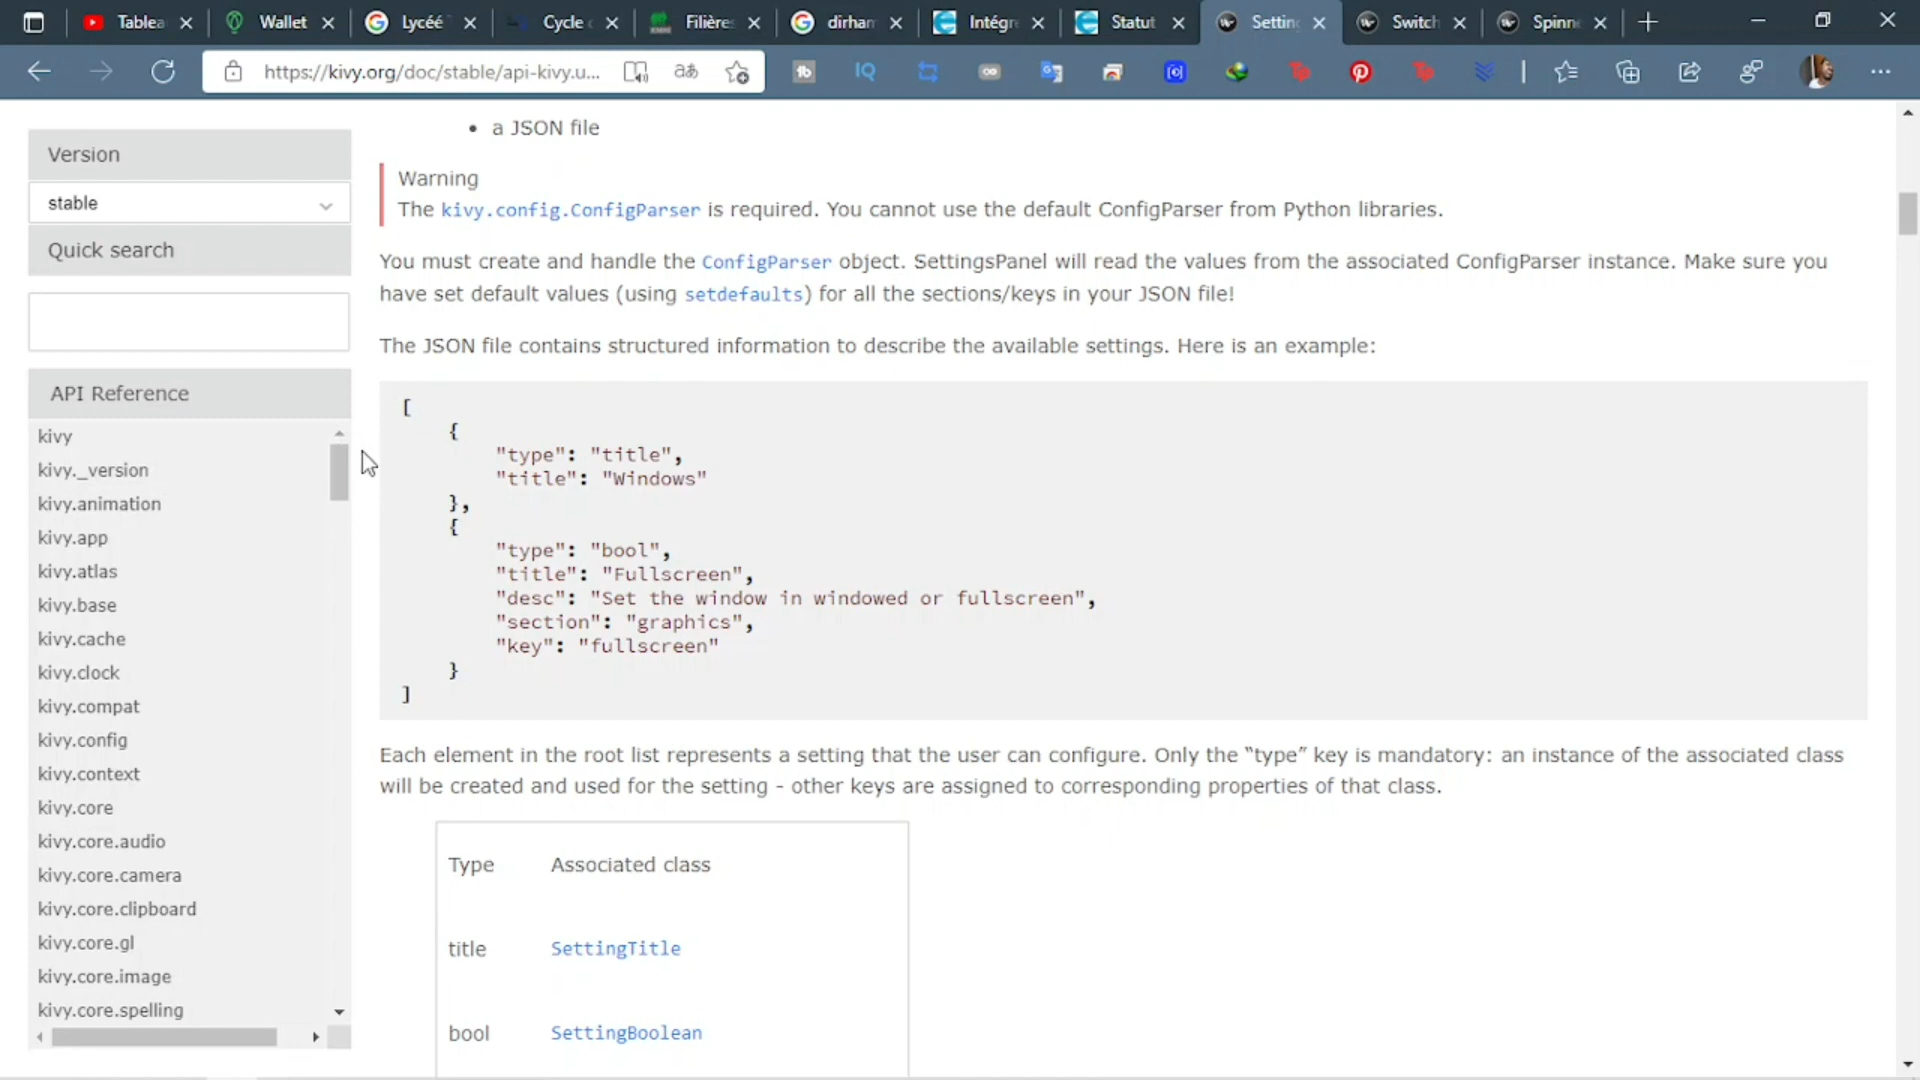 Tablea
Wallet
Lycéé
Cycle
Filière
dirham
Intégr
Statut
Settin
Switch
Spinne
https://kivy.org/doc/stable/api-kivy.u...
Version
stable
Quick search
API Reference
kivy
kivy._version
kivy.animation
kivy.app
kivy.atlas
kivy.base
kivy.cache
kivy.clock
kivy.compat
kivy.config
kivy.context
kivy.core
kivy.core.audio
kivy.core.camera
kivy.core.clipboard
kivy.core.gl
kivy.core.image
kivy.core.spelling
• a JSON file
Warning
The kivy.config.ConfigParser is required. You cannot use the default ConfigParser from Python libraries.
You must create and handle the ConfigParser object. SettingsPanel will read the values from the associated ConfigParser instance. Make sure you
have set default values (using setdefaults) for all the sections/keys in your JSON file!
The JSON file contains structured information to describe the available settings. Here is an example:
[
{
"type": "title",
"title": "Windows"
},
{
"type": "bool",
"title": "Fullscreen",
"desc": "Set the window in windowed or fullscreen",
"section": "graphics",
"key": "fullscreen"
}
]
Each element in the root list represents a setting that the user can configure. Only the “type” key is mandatory: an instance of the associated class
will be created and used for the setting - other keys are assigned to corresponding properties of that class.
Type Associated class
title SettingTitle
bool SettingBoolean